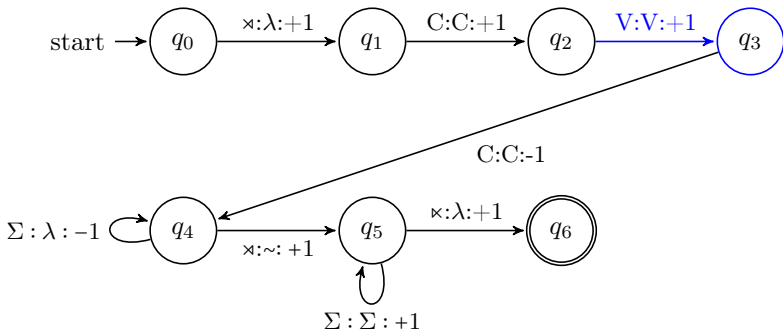 start q0 ⋊:λ:+1 q1 C:C:+1 q2 V:V:+1 q3
C:C:-1
Σ : λ : −1 q4 ⋊:~: +1 q5 ⋉:λ:+1 q6
Σ : Σ : +1